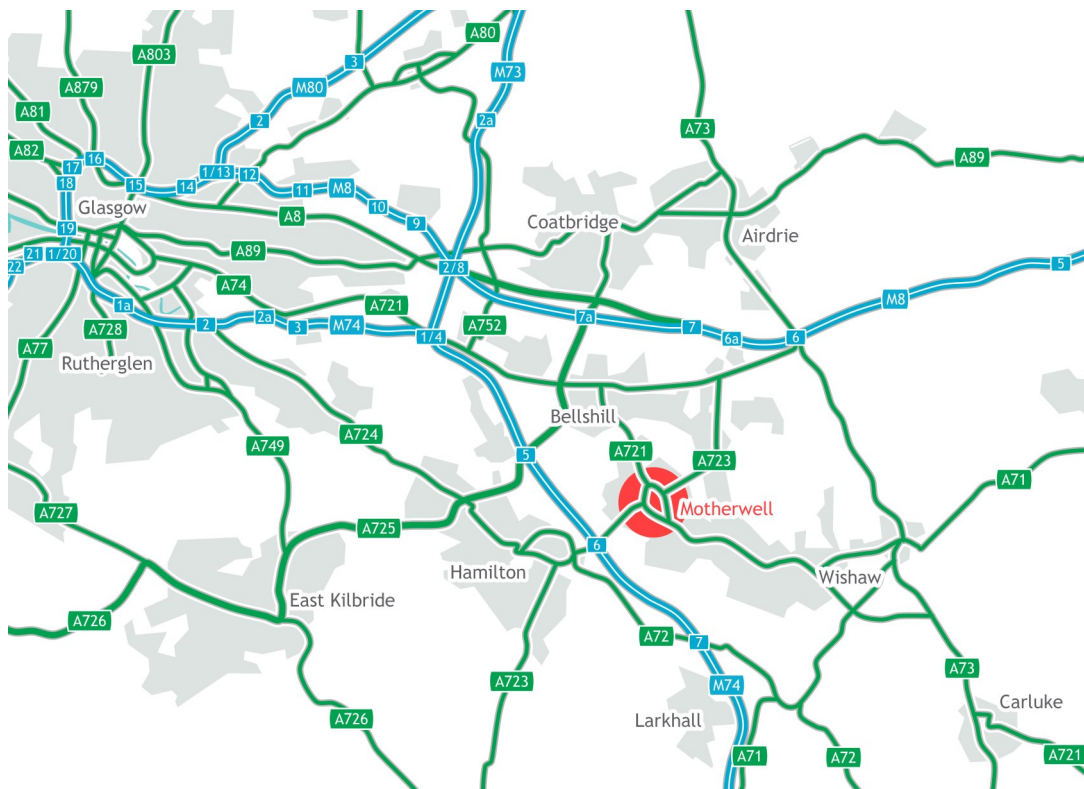 A803
A80
3
A879
M80
M73
A81
2
2a
A73
A82
16
A89
17
1/13
12
18
15
14
11
M8
10
Glasgow
A8
9
Coatbridge
19
Airdrie
21
1/20
A89
22
2/8
5
A74
1a
A721
M8
A728
2
2a
3
M74
7a
7
A77
1/4
A752
6a
6
Rutherglen
Bellshill
A724
A749
5
A721
A723
A71
A727
Motherwell
A725
6
Hamilton
Wishaw
East Kilbride
A726
A72
7
A73
A723
M74
Carluke
A726
Larkhall
A71
A72
A721